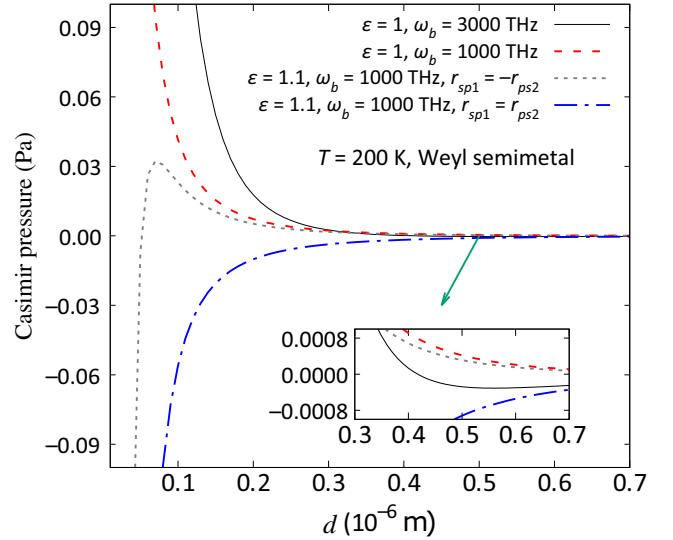 ε = 1, ω_b = 3000 THz
ε = 1, ω_b = 1000 THz
ε = 1.1, ω_b = 1000 THz, r_sp1 = −r_ps2
ε = 1.1, ω_b = 1000 THz, r_sp1 = r_ps2
T = 200 K, Weyl semimetal
Casimir pressure (Pa)
0.09
0.06
0.03
0.00
−0.03
−0.06
−0.09
0.0008
0.0000
−0.0008
0.3 0.4 0.5 0.6 0.7
0.1 0.2 0.3 0.4 0.5 0.6 0.7
d (10⁻⁶ m)